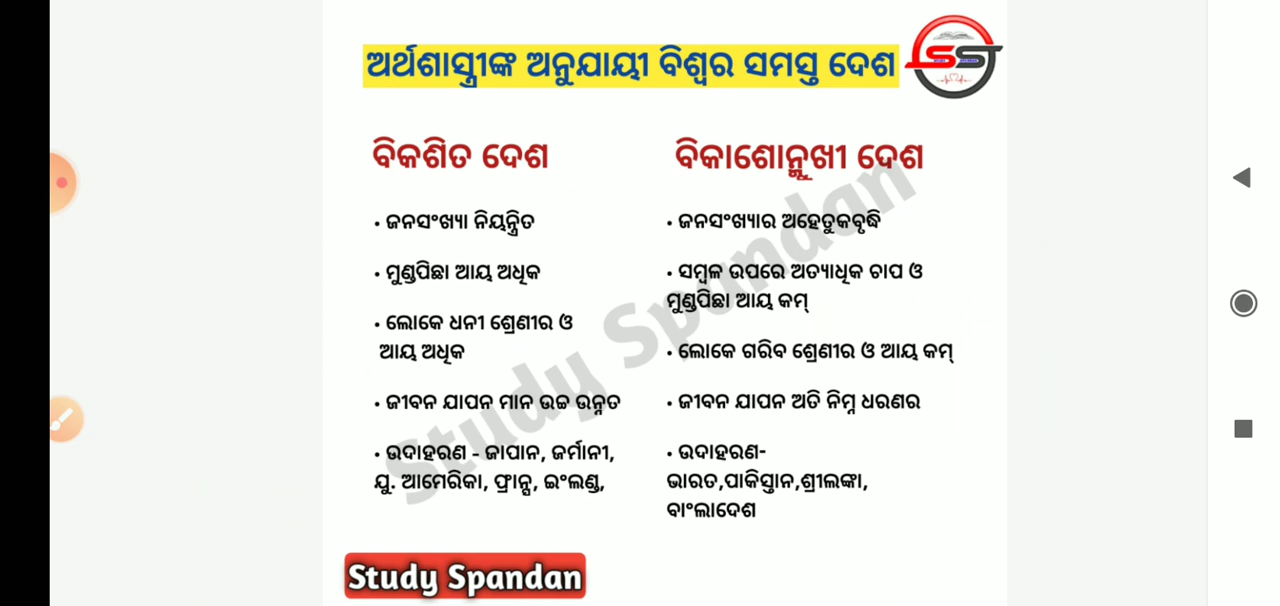 ଅର୍ଥଶାସ୍ତ୍ରୀଙ୍କ ଅନୁଯାୟୀ ବିଶ୍ୱର ସମସ୍ତ ଦେଶ
SST
ବିକଶିତ ଦେଶ
• ଜନସଂଖ୍ୟା ନିୟନ୍ତ୍ରିତ
• ମୁଣ୍ଡପିଛା ଆୟ ଅଧିକ
• ଲୋକେ ଧନୀ ଶ୍ରେଣୀର ଓ
ଆୟ ଅଧିକ
• ଜୀବନ ଯାପନ ମାନ ଉଚ୍ଚ ଉନ୍ନତ
• ଉଦାହରଣ - ଜାପାନ, ଜର୍ମାନୀ,
ଯୁ. ଆମେରିକା, ଫ୍ରାନ୍ସ, ଇଂଲଣ୍ଡ,
ବିକାଶୋନ୍ମୁଖୀ ଦେଶ
• ଜନସଂଖ୍ୟାର ଅହେତୁକବୃଦ୍ଧି
• ସମ୍ବଳ ଉପରେ ଅତ୍ୟାଧିକ ଚାପ ଓ
ମୁଣ୍ଡପିଛା ଆୟ କମ୍
• ଲୋକେ ଗରିବ ଶ୍ରେଣୀର ଓ ଆୟ କମ୍
• ଜୀବନ ଯାପନ ଅତି ନିମ୍ନ ଧରଣର
• ଉଦାହରଣ-
ଭାରତ,ପାକିସ୍ତାନ,ଶ୍ରୀଲଙ୍କା,
ବାଂଲାଦେଶ
Study Spandan
Study Spandan